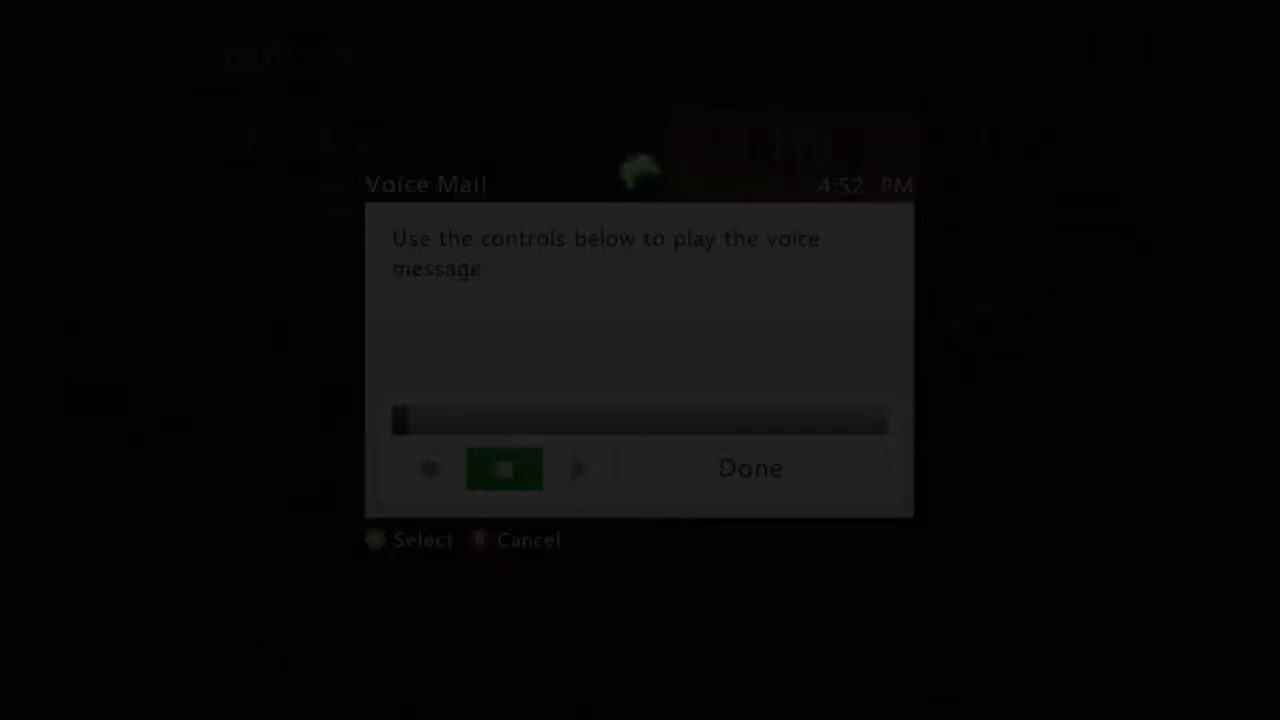 Voice Mail
4:52 PM
Use the controls below to play the voice
message
Done
A Select B Cancel